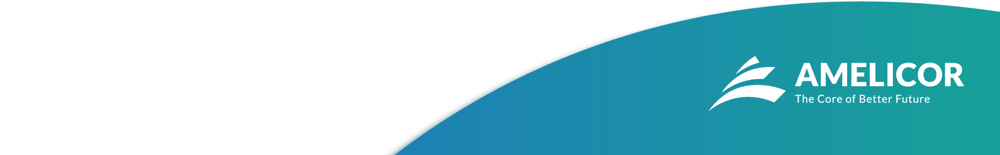 AMELICOR
The Core of Better Future